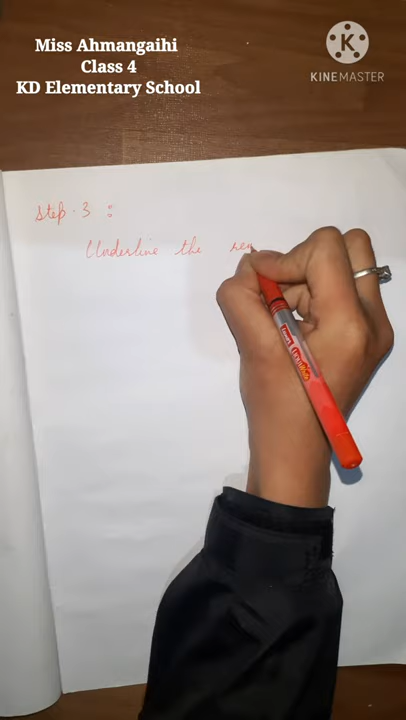 Miss Ahmangaihi
Class 4
KD Elementary School
KINEMASTER
Step. 3 :
Underline the